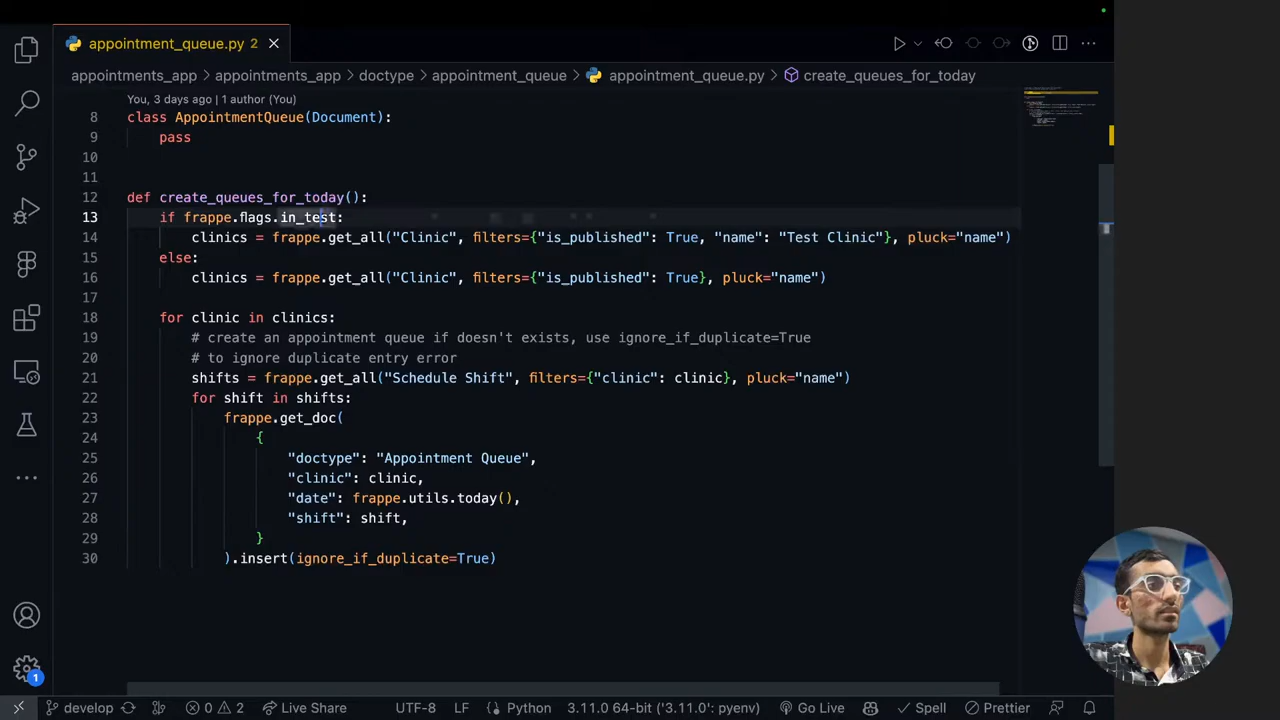 appointment_queue.py 2
appointments_app > appointments_app > doctype > appointment_queue > appointment_queue.py > create_queues_for_today
You, 3 days ago | 1 author (You)
8 class AppointmentQueue(Document):
9 pass
10
11
12 def create_queues_for_today():
13 if frappe.flags.in_test:
14 clinics = frappe.get_all("Clinic", filters={"is_published": True, "name": "Test Clinic"}, pluck="name")
15 else:
16 clinics = frappe.get_all("Clinic", filters={"is_published": True}, pluck="name")
17
18 for clinic in clinics:
19 # create an appointment queue if doesn't exists, use ignore_if_duplicate=True
20 # to ignore duplicate entry error
21 shifts = frappe.get_all("Schedule Shift", filters={"clinic": clinic}, pluck="name")
22 for shift in shifts:
23 frappe.get_doc(
24 {
25 "doctype": "Appointment Queue",
26 "clinic": clinic,
27 "date": frappe.utils.today(),
28 "shift": shift,
29 }
30 ).insert(ignore_if_duplicate=True)
1
develop 0 2 Live Share UTF-8 LF Python 3.11.0 64-bit ('3.11.0': pyenv) Go Live Spell Prettier